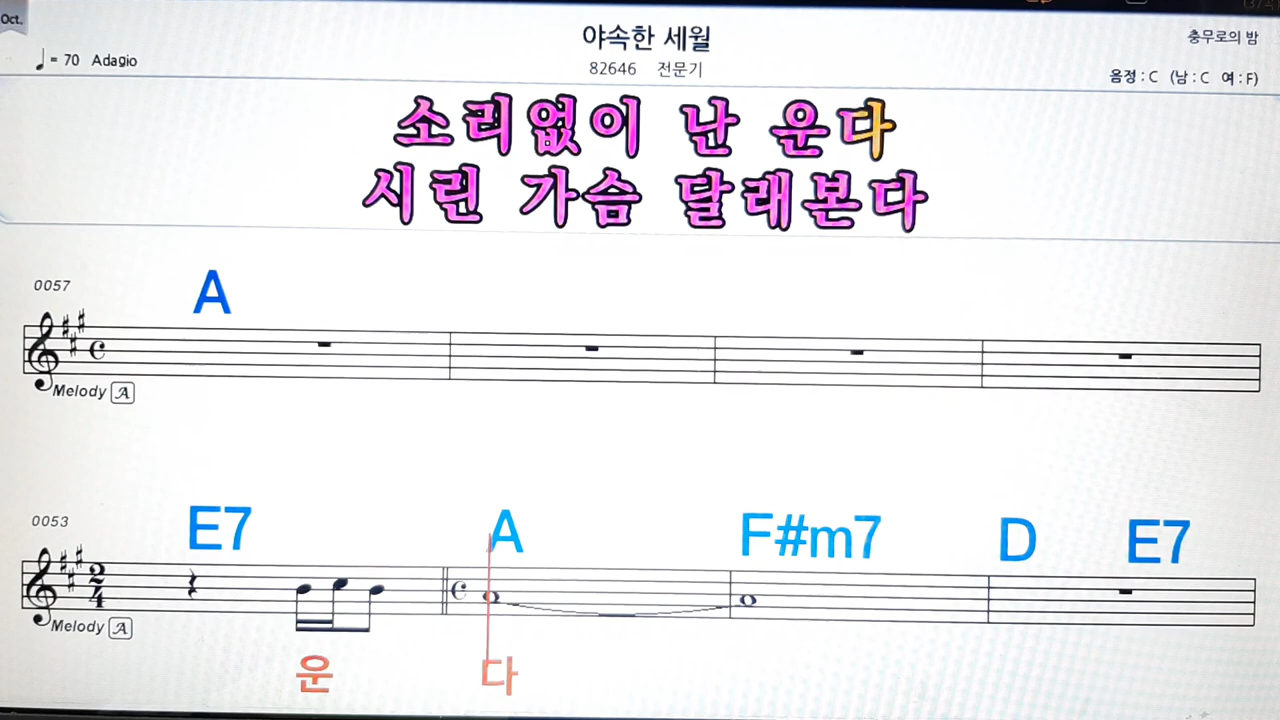 Oct.
야속한 세월
충무로의 밤
♩= 70 Adagio
82646 전문기
음정 : C (남 : C 여 : F)
소리없이 난 운다
시린 가슴 달래본다
0057
A
Melody A
0053
E7 A F#m7 D E7
2
4
Melody A
운 다